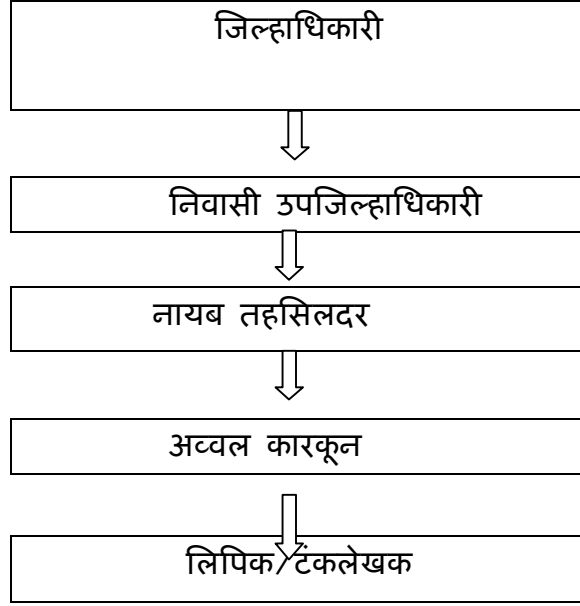 जिल्हाधिकारी
निवासी उपजिल्हाधिकारी
नायब तहसिलदर
अव्वल कारकून
लिपिक/टंकलेखक